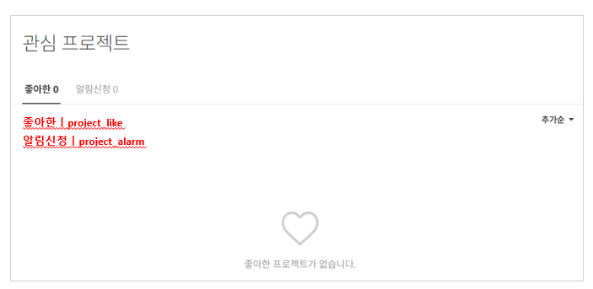 관심 프로젝트
좋아한 0 알림신청 0
좋아한 | project_like
알림신청 | project_alarm
추가순
좋아한 프로젝트가 없습니다.